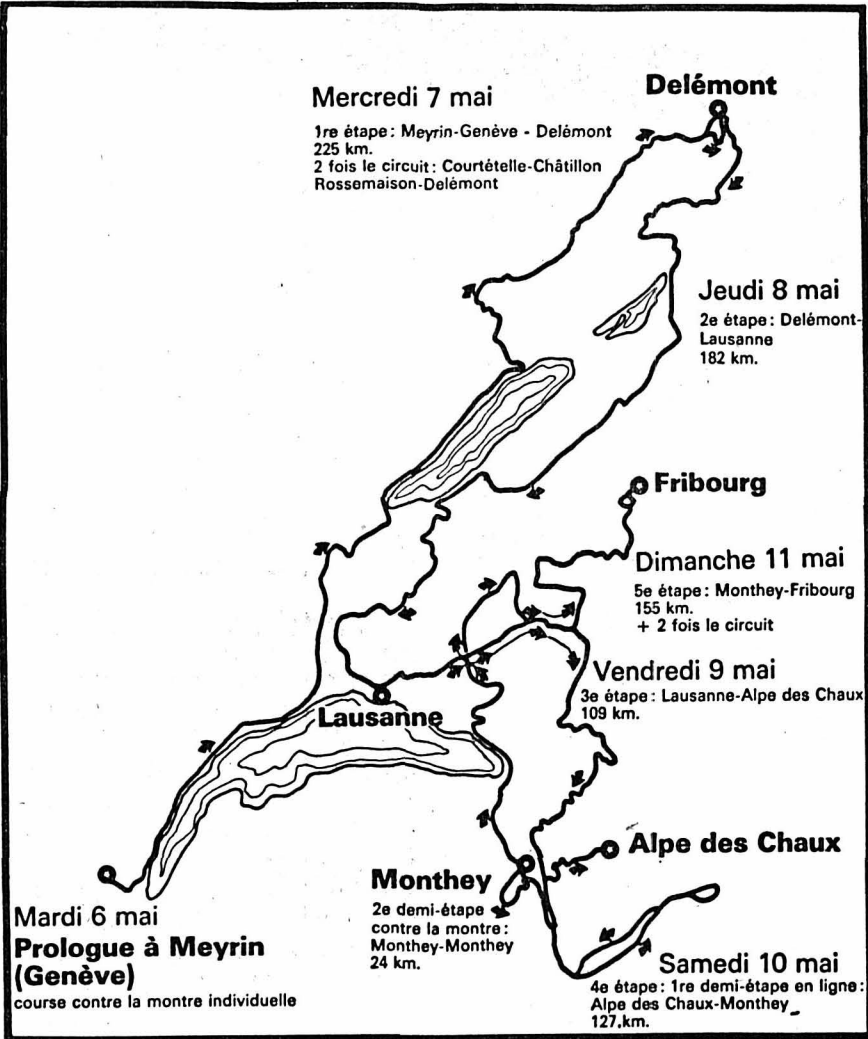 Mercredi 7 mai
1re étape: Meyrin-Genève - Delémont
225 km.
2 fois le circuit: Courtételle-Châtillon
Rossemaison-Delémont
Delémont
Jeudi 8 mai
2e étape: Delémont-
Lausanne
182 km.
Fribourg
Dimanche 11 mai
5e étape: Monthey-Fribourg
155 km.
+ 2 fois le circuit
Vendredi 9 mai
3e étape: Lausanne-Alpe des Chaux
109 km.
Lausanne
Alpe des Chaux
Monthey
2e demi-étape
contre la montre:
Monthey-Monthey
24 km.
Mardi 6 mai
Prologue à Meyrin
(Genève)
course contre la montre individuelle
Samedi 10 mai
4e étape: 1re demi-étape en ligne:
Alpe des Chaux-Monthey
127.km.